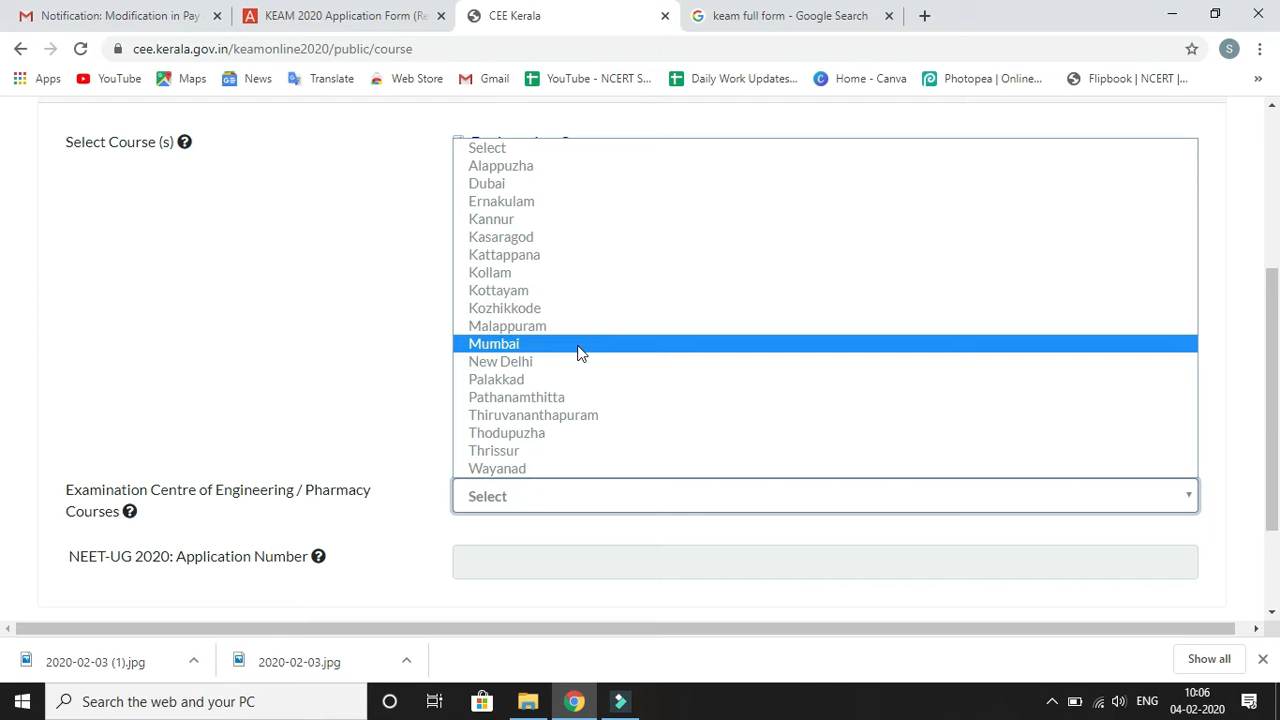 Notification: Modification in Pay
KEAM 2020 Application Form (Re
CEE Kerala
keam full form - Google Search
cee.kerala.gov.in/keamonline2020/public/course
S
Apps
YouTube
Maps
News
Translate
Web Store
Gmail
YouTube - NCERT S...
Daily Work Updates...
Home - Canva
Photopea | Online...
Flipbook | NCERT |...
»
Select Course (s) ?
Select
Alappuzha
Dubai
Ernakulam
Kannur
Kasaragod
Kattappana
Kollam
Kottayam
Kozhikkode
Malappuram
Mumbai
New Delhi
Palakkad
Pathanamthitta
Thiruvananthapuram
Thodupuzha
Thrissur
Wayanad
Examination Centre of Engineering / Pharmacy
Courses ?
Select
NEET-UG 2020: Application Number ?
2020-02-03 (1).jpg
2020-02-03.jpg
Show all
Search the web and your PC
ENG
10:06
04-02-2020